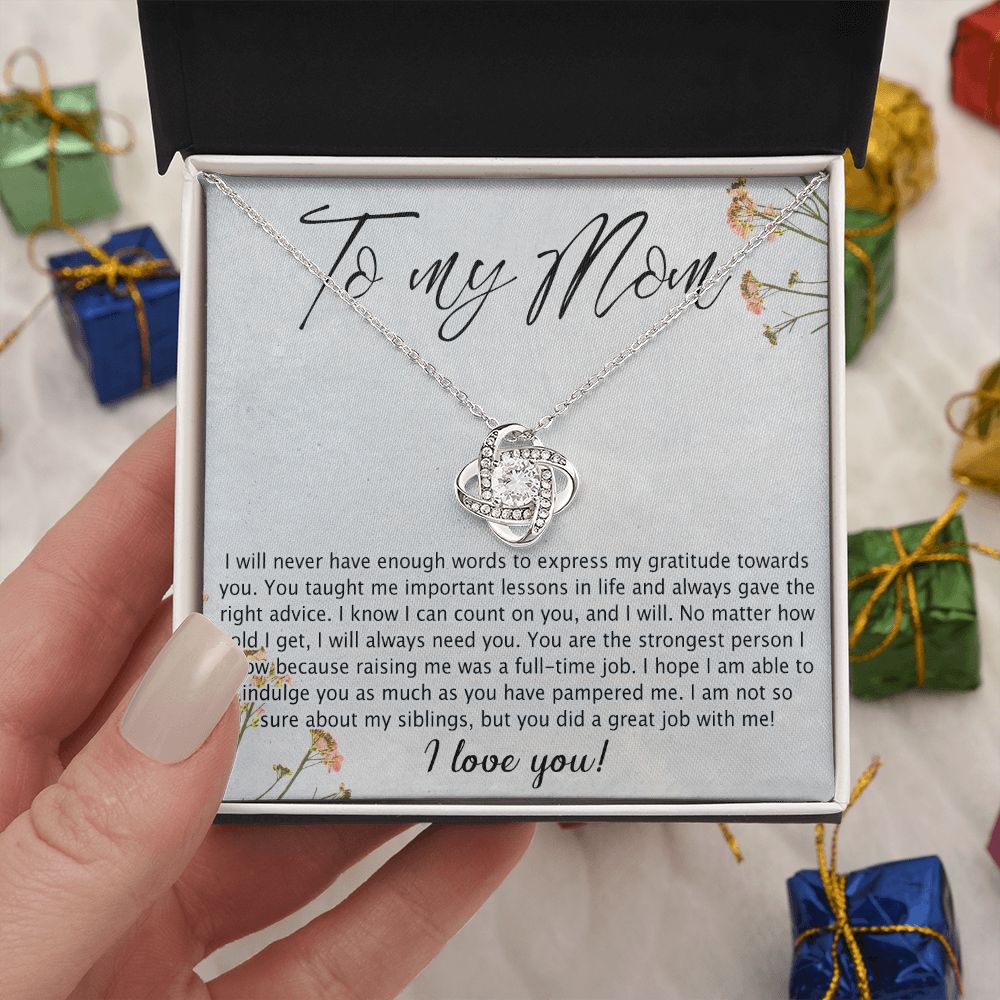 To my Mom
I will never have enough words to express my gratitude towards
you. You taught me important lessons in life and always gave the
right advice. I know I can count on you, and I will. No matter how
old I get, I will always need you. You are the strongest person I
because raising me was a full-time job. I hope I am able to
indulge you as much as you have pampered me. I am not so
sure about my siblings, but you did a great job with me!
I love you!